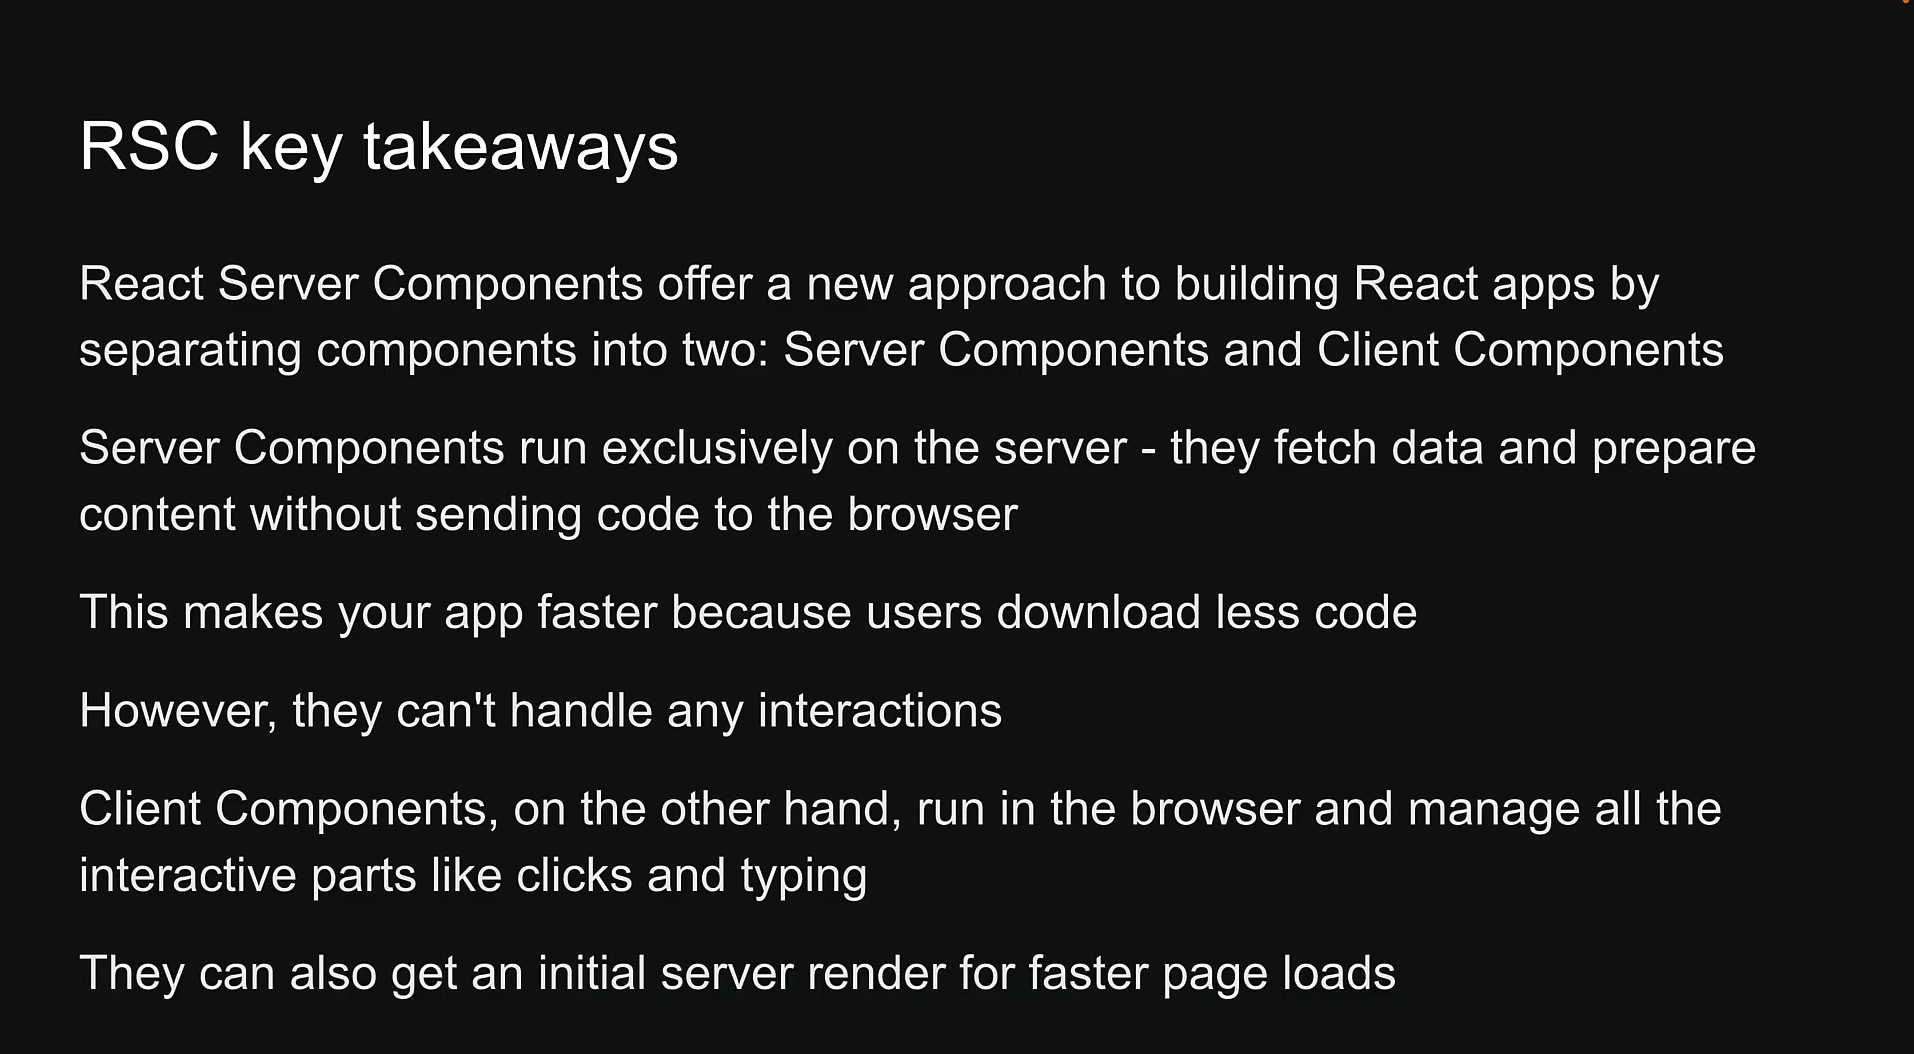 RSC key takeaways
React Server Components offer a new approach to building React apps by
separating components into two: Server Components and Client Components
Server Components run exclusively on the server - they fetch data and prepare
content without sending code to the browser
This makes your app faster because users download less code
However, they can't handle any interactions
Client Components, on the other hand, run in the browser and manage all the
interactive parts like clicks and typing
They can also get an initial server render for faster page loads